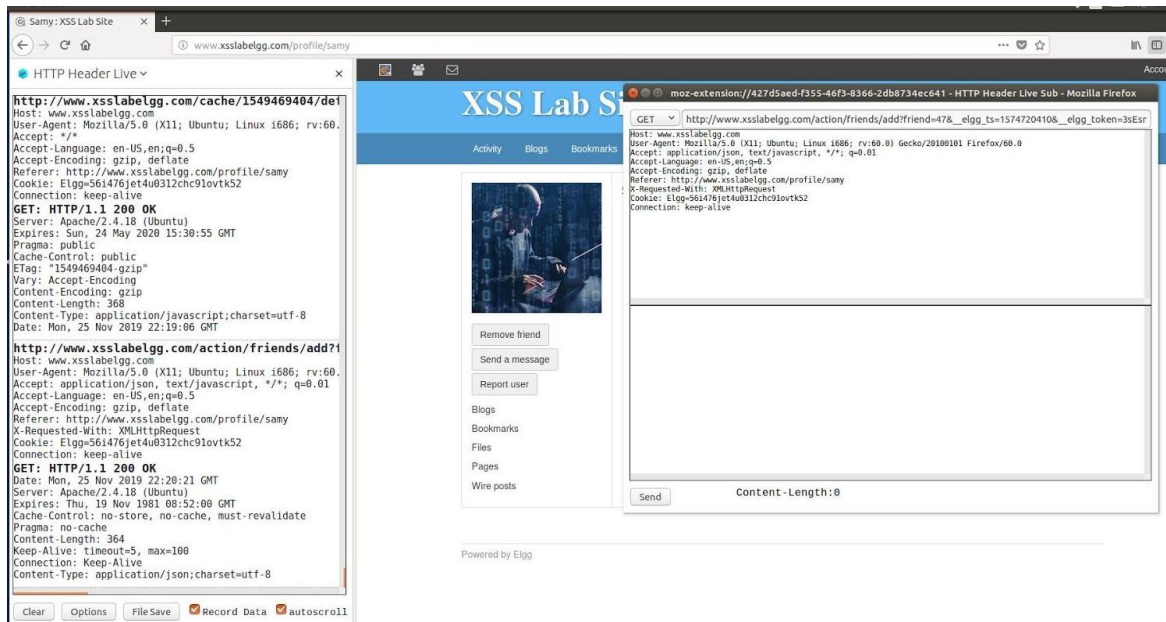 Samy: XSS Lab Site
www.xsslabelgg.com/profile/samy
HTTP Header Live
http://www.xsslabelgg.com/cache/1549469404/def
Host: www.xsslabelgg.com
User-Agent: Mozilla/5.0 (X11; Ubuntu; Linux i686; rv:60.
Accept: */*
Accept-Language: en-US,en;q=0.5
Accept-Encoding: gzip, deflate
Referer: http://www.xsslabelgg.com/profile/samy
Cookie: Elgg=56i476jet4u0312chc91ovtk52
Connection: keep-alive
GET: HTTP/1.1 200 OK
Server: Apache/2.4.18 (Ubuntu)
Expires: Sun, 24 May 2020 15:30:55 GMT
Pragma: public
Cache-Control: public
ETag: "1549469404-gzip"
Vary: Accept-Encoding
Content-Encoding: gzip
Content-Length: 368
Content-Type: application/javascript;charset=utf-8
Date: Mon, 25 Nov 2019 22:19:06 GMT
http://www.xsslabelgg.com/action/friends/add?f
Host: www.xsslabelgg.com
User-Agent: Mozilla/5.0 (X11; Ubuntu; Linux i686; rv:60.
Accept: application/json, text/javascript, */*; q=0.01
Accept-Language: en-US,en;q=0.5
Accept-Encoding: gzip, deflate
Referer: http://www.xsslabelgg.com/profile/samy
X-Requested-With: XMLHttpRequest
Cookie: Elgg=56i476jet4u0312chc91ovtk52
Connection: keep-alive
GET: HTTP/1.1 200 OK
Date: Mon, 25 Nov 2019 22:20:21 GMT
Server: Apache/2.4.18 (Ubuntu)
Expires: Thu, 19 Nov 1981 08:52:00 GMT
Cache-Control: no-store, no-cache, must-revalidate
Pragma: no-cache
Content-Length: 364
Keep-Alive: timeout=5, max=100
Connection: Keep-Alive
Content-Type: application/json;charset=utf-8
Clear Options File Save Record Data autoscroll
Accou
XSS Lab Si
Activity Blogs Bookmarks
Remove friend
Send a message
Report user
Blogs
Bookmarks
Files
Pages
Wire posts
Powered by Elgg
moz-extension://427d5aed-f355-46f3-8366-2db8734ec641 - HTTP Header Live Sub - Mozilla Firefox
GET http://www.xsslabelgg.com/action/friends/add?friend=47&__elgg_ts=1574720410&__elgg_token=3sEsr
Host: www.xsslabelgg.com
User-Agent: Mozilla/5.0 (X11; Ubuntu; Linux i686; rv:60.0) Gecko/20100101 Firefox/60.0
Accept: application/json, text/javascript, */*; q=0.01
Accept-Language: en-US,en;q=0.5
Accept-Encoding: gzip, deflate
Referer: http://www.xsslabelgg.com/profile/samy
X-Requested-With: XMLHttpRequest
Cookie: Elgg=56i476jet4u0312chc91ovtk52
Connection: keep-alive
Send Content-Length:0